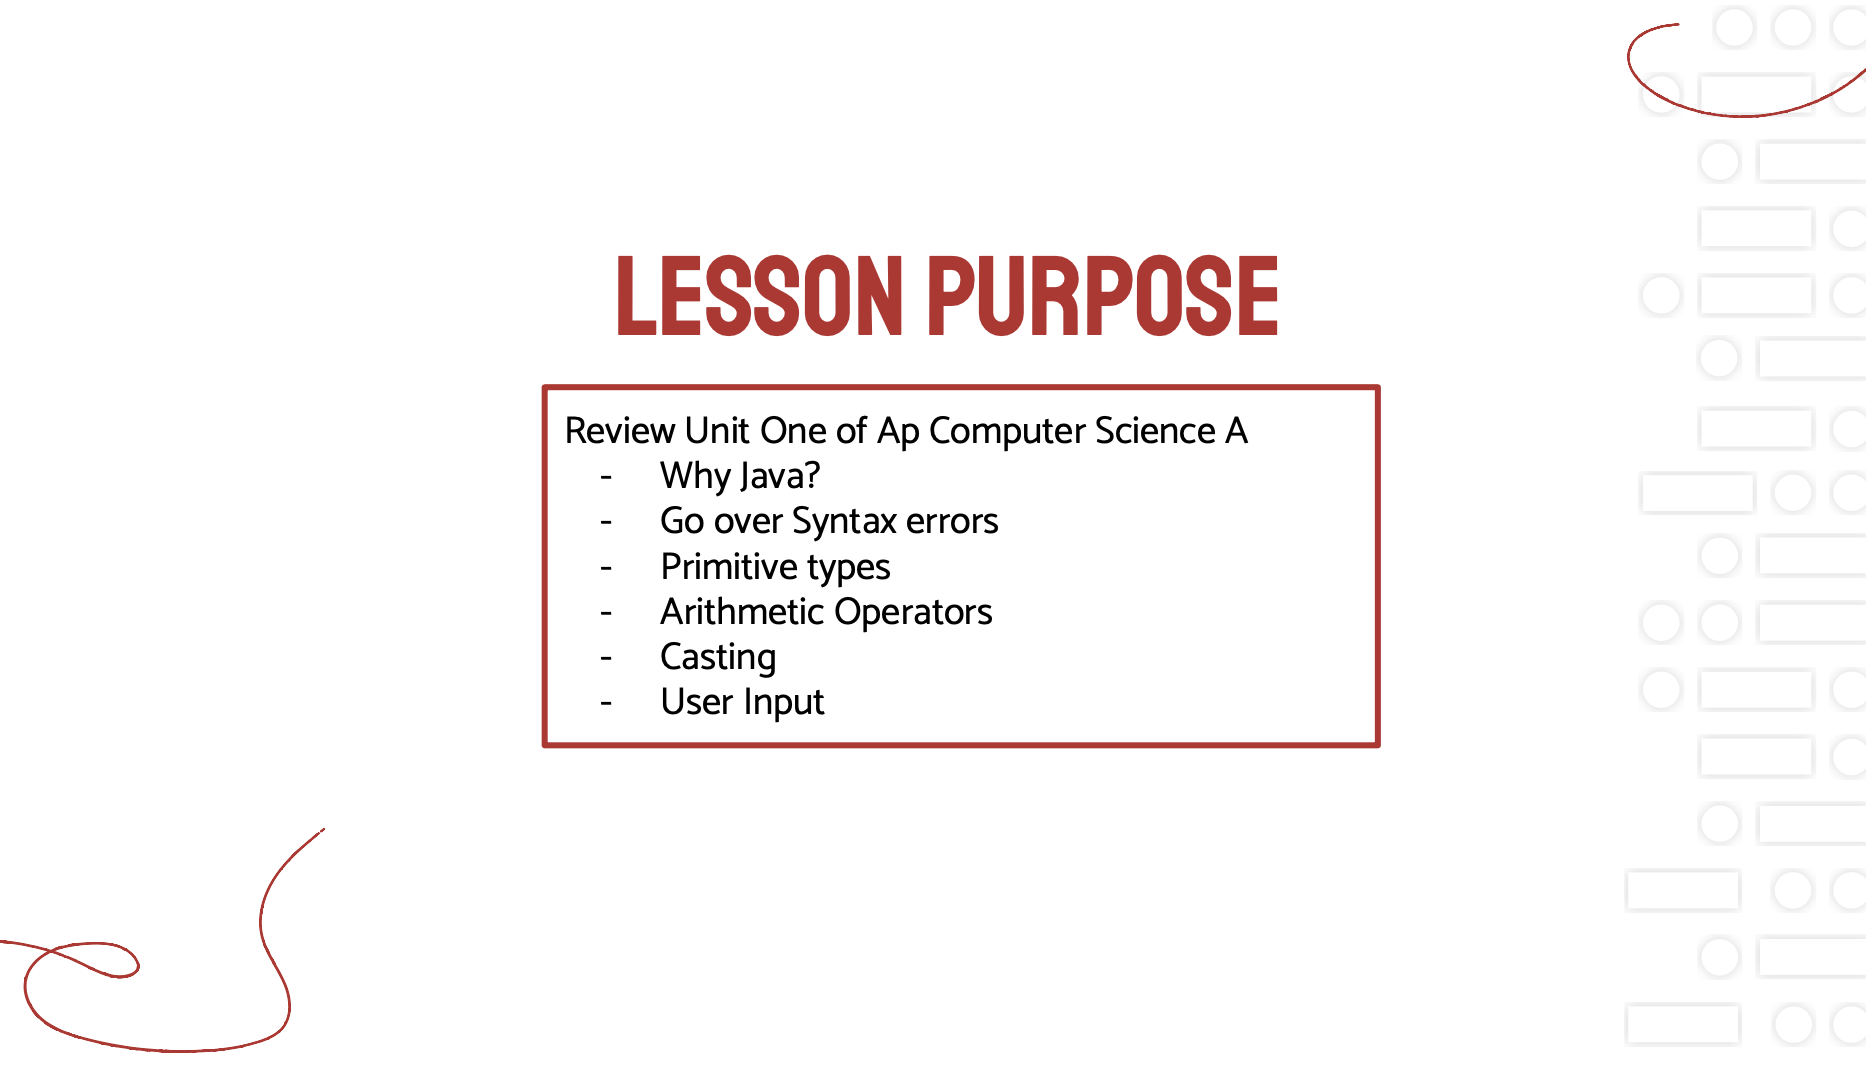 LESSON PURPOSE
Review Unit One of Ap Computer Science A
- Why Java?
- Go over Syntax errors
- Primitive types
- Arithmetic Operators
- Casting
- User Input